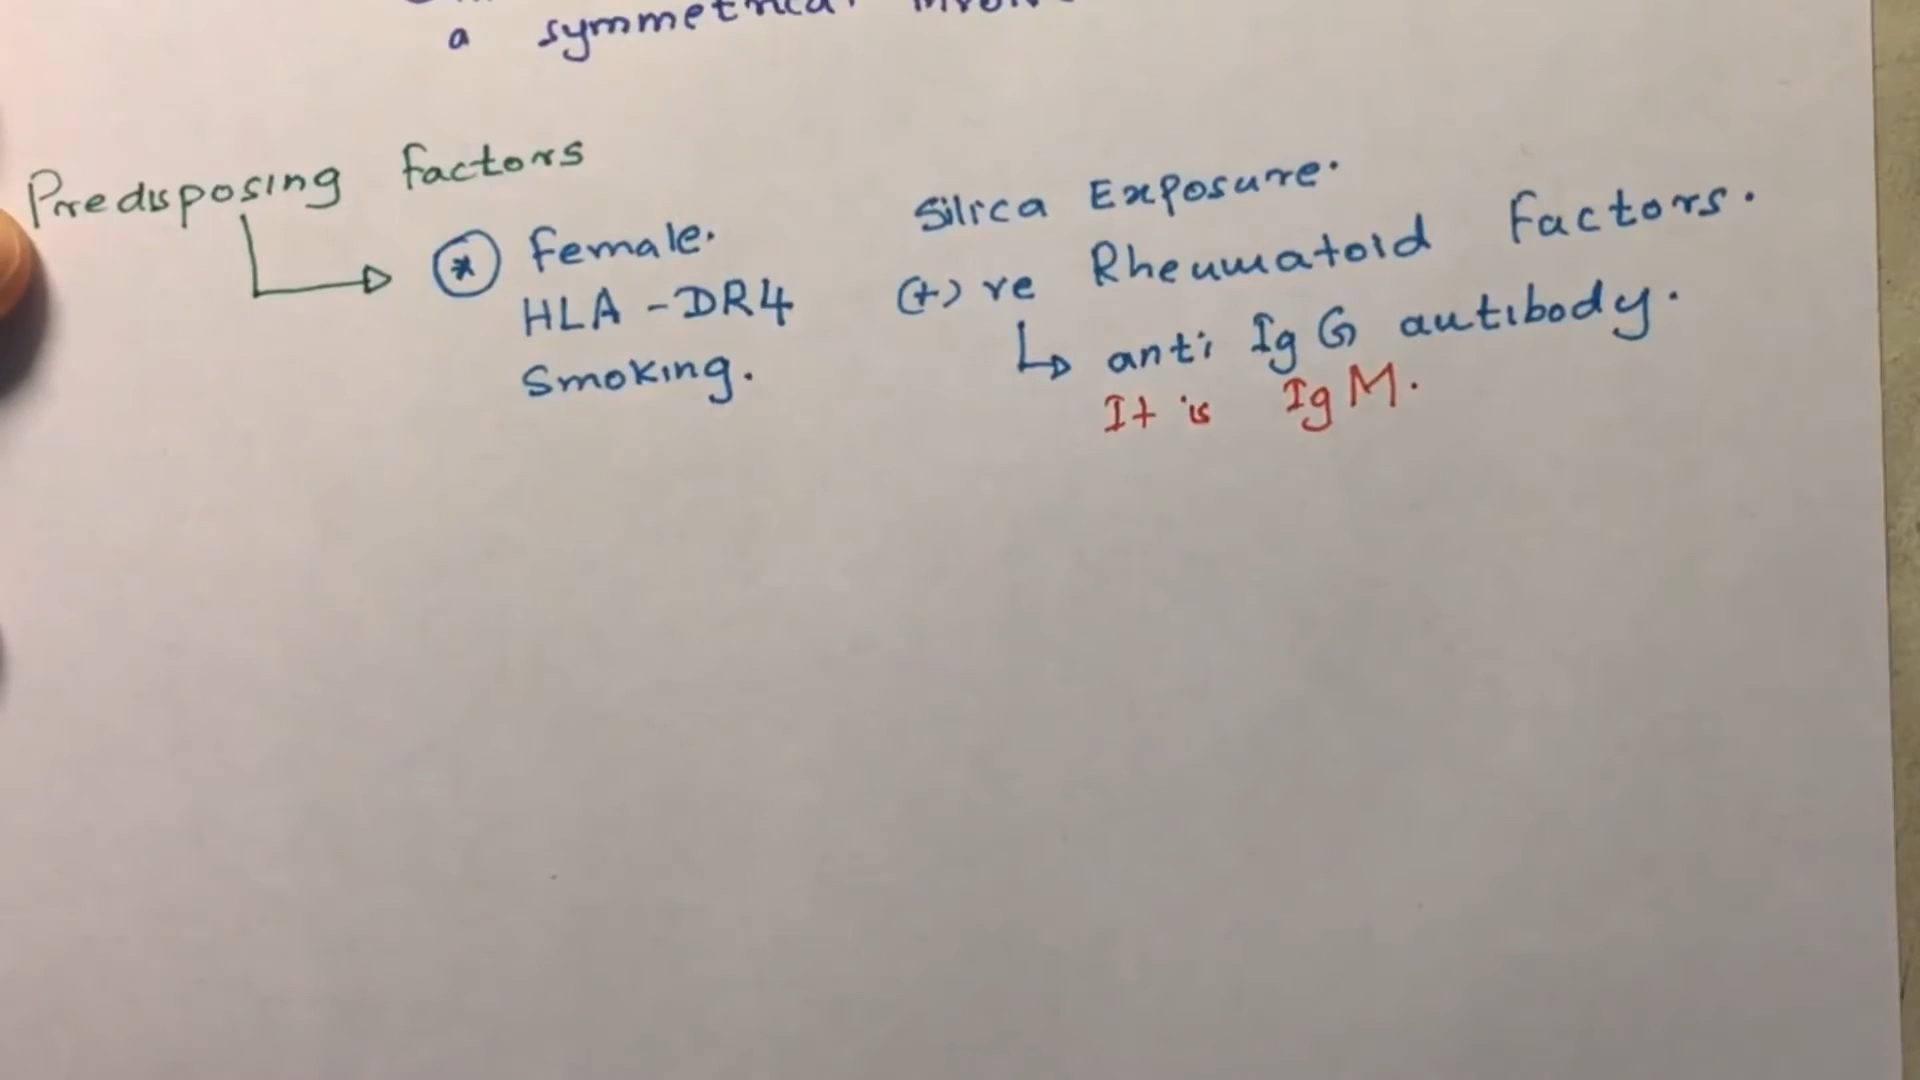 a symmetrical
Predisposing factors
* Female.
HLA - DR4
Smoking.
Silica Exposure.
(+) ve Rheumatoid Factors.
anti IgG antibody.
It is IgM.